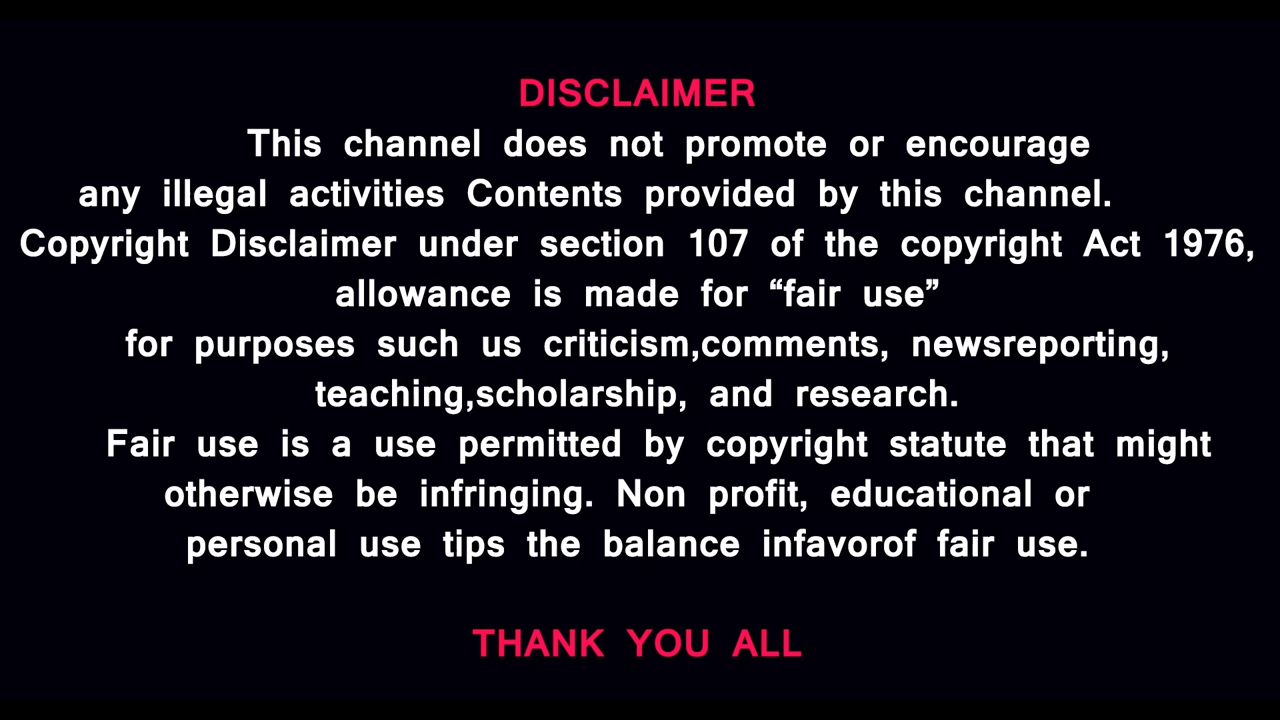 DISCLAIMER
This channel does not promote or encourage
any illegal activities Contents provided by this channel.
Copyright Disclaimer under section 107 of the copyright Act 1976,
allowance is made for “fair use”
for purposes such us criticism,comments, newsreporting,
teaching,scholarship, and research.
Fair use is a use permitted by copyright statute that might
otherwise be infringing. Non profit, educational or
personal use tips the balance infavorof fair use.
THANK YOU ALL